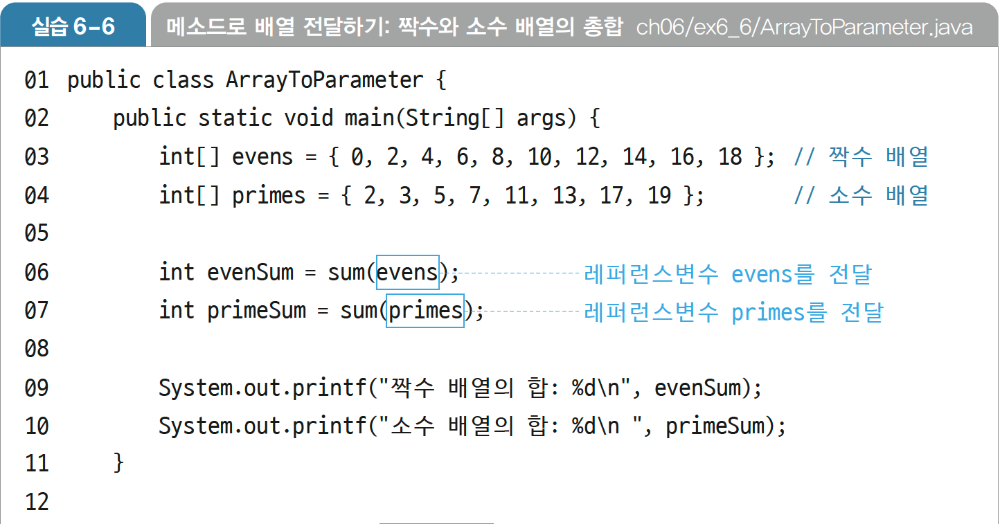 실습 6-6 메소드로 배열 전달하기: 짝수와 소수 배열의 총합 ch06/ex6_6/ArrayToParameter.java
01 public class ArrayToParameter {
02     public static void main(String[] args) {
03         int[] evens = { 0, 2, 4, 6, 8, 10, 12, 14, 16, 18 }; // 짝수 배열
04         int[] primes = { 2, 3, 5, 7, 11, 13, 17, 19 };       // 소수 배열
05
06         int evenSum = sum(evens); 레퍼런스변수 evens를 전달
07         int primeSum = sum(primes); 레퍼런스변수 primes를 전달
08
09         System.out.printf("짝수 배열의 합: %d\n", evenSum);
10         System.out.printf("소수 배열의 합: %d\n ", primeSum);
11     }
12